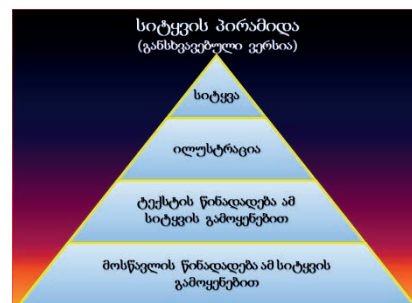 სიტყვის პირამიდა
(განსხვავებული ვერსია)
სიტყვა
ილუსტრაცია
ტექსტის წინადადება ამ
სიტყვის გამოყენებით
მოსწავლის წინადადება ამ სიტყვის
გამოყენებით